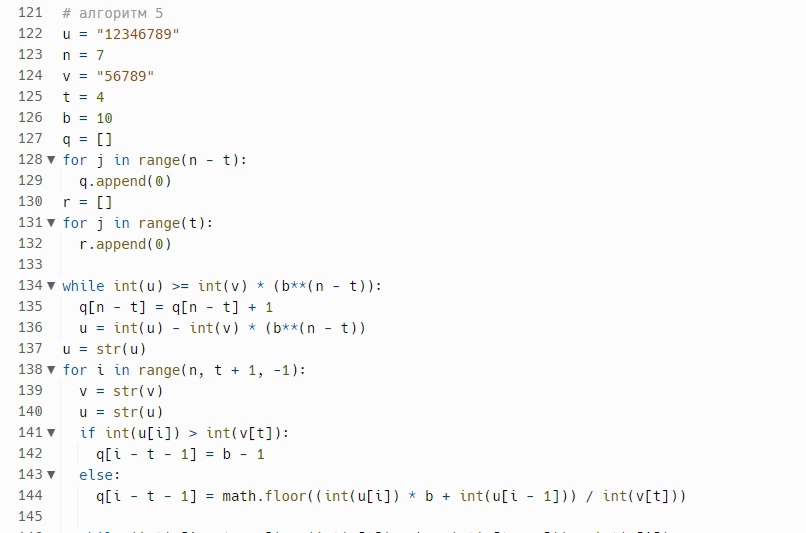 121 # алгоритм 5
122 u = "12346789"
123 n = 7
124 v = "56789"
125 t = 4
126 b = 10
127 q = []
128 for j in range(n - t):
129 q.append(0)
130 r = []
131 for j in range(t):
132 r.append(0)
133
134 while int(u) >= int(v) * (b**(n - t)):
135 q[n - t] = q[n - t] + 1
136 u = int(u) - int(v) * (b**(n - t))
137 u = str(u)
138 for i in range(n, t + 1, -1):
139 v = str(v)
140 u = str(u)
141 if int(u[i]) > int(v[t]):
142 q[i - t - 1] = b - 1
143 else:
144 q[i - t - 1] = math.floor((int(u[i]) * b + int(u[i - 1])) / int(v[t]))
145